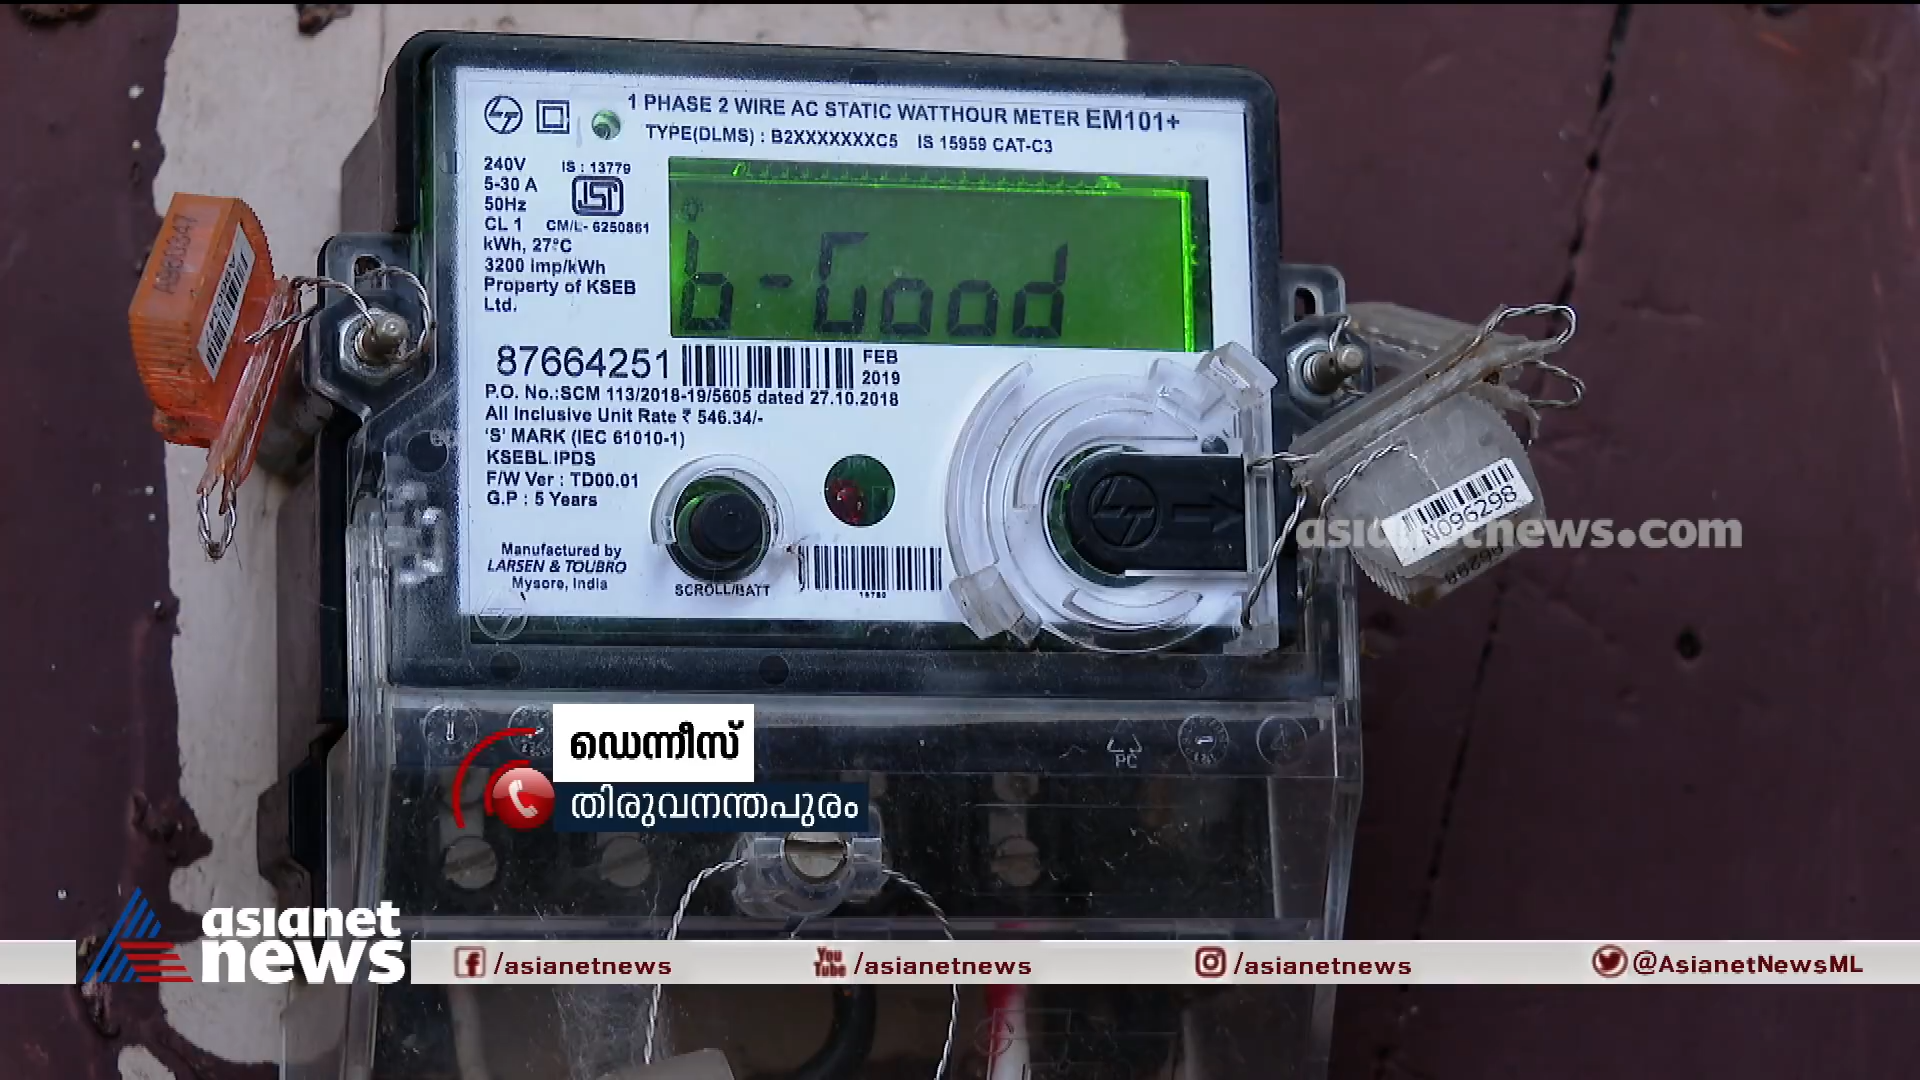 1 PHASE 2 WIRE AC STATIC WATTHOUR METER EM101+
TYPE(DLMS) : B2XXXXXXXC5 IS 15959 CAT-C3
240V
5-30 A
50Hz
CL 1
kWh, 27°C
3200 imp/kWh
Property of KSEB
Ltd.
IS : 13779
CM/L- 6250861
b-Good
87664251
FEB
2019
P.O. No.:SCM 113/2018-19/5605 dated 27.10.2018
All Inclusive Unit Rate ₹ 546.34/-
'S' MARK (IEC 61010-1)
KSEBL IPDS
F/W Ver : TD00.01
G.P : 5 Years
Manufactured by
LARSEN & TOUBRO
Mysore, India
SCROLL/BATT
N096298
asianetnews.com
PC
ഡെന്നീസ്
തിരുവനന്തപുരം
asianet
news
/asianetnews
You
Tube
/asianetnews
/asianetnews
@AsianetNewsML